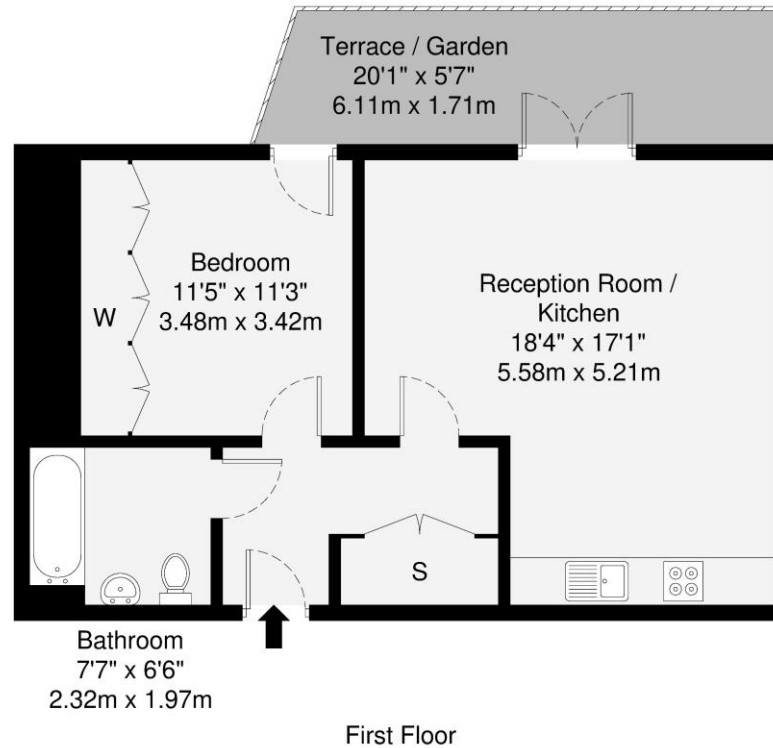 Terrace / Garden
20'1" x 5'7"
6.11m x 1.71m
Bedroom
11'5" x 11'3"
3.48m x 3.42m
W
Reception Room /
Kitchen
18'4" x 17'1"
5.58m x 5.21m
S
Bathroom
7'7" x 6'6"
2.32m x 1.97m
First Floor